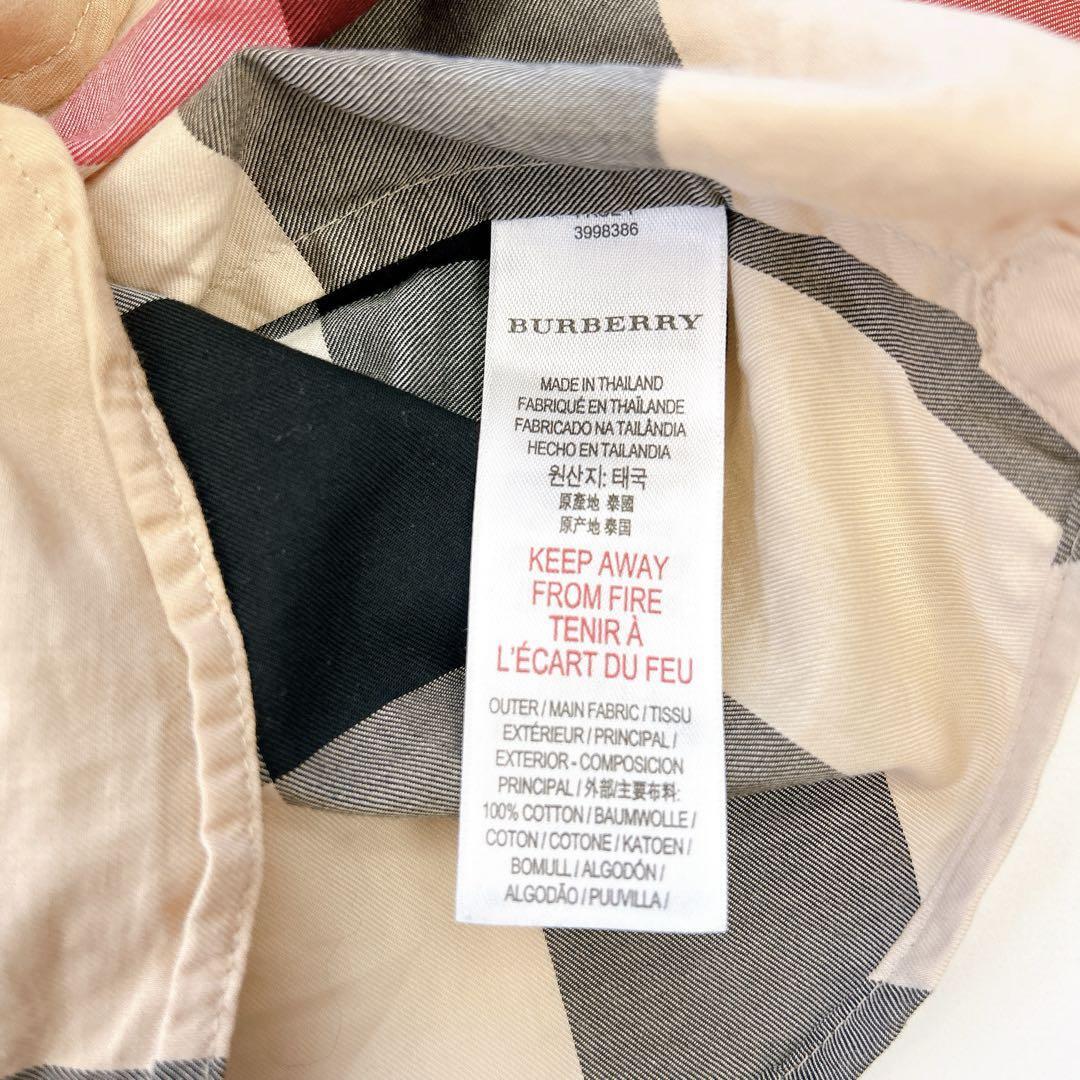 3998386
BURBERRY
MADE IN THAILAND
FABRIQUÉ EN THAÏLANDE
FABRICADO NA TAILÂNDIA
HECHO EN TAILANDIA
원산지: 태국
原產地 泰國
原产地 泰国
KEEP AWAY
FROM FIRE
TENIR À
L'ÉCART DU FEU
OUTER / MAIN FABRIC / TISSU
EXTÉRIEUR / PRINCIPAL /
EXTERIOR - COMPOSICION
PRINCIPAL / 外部/主要布料:
100% COTTON / BAUMWOLLE /
COTON / COTONE / KATOEN /
BOMULL / ALGODÓN /
ALGODÃO / PUUVILLA /